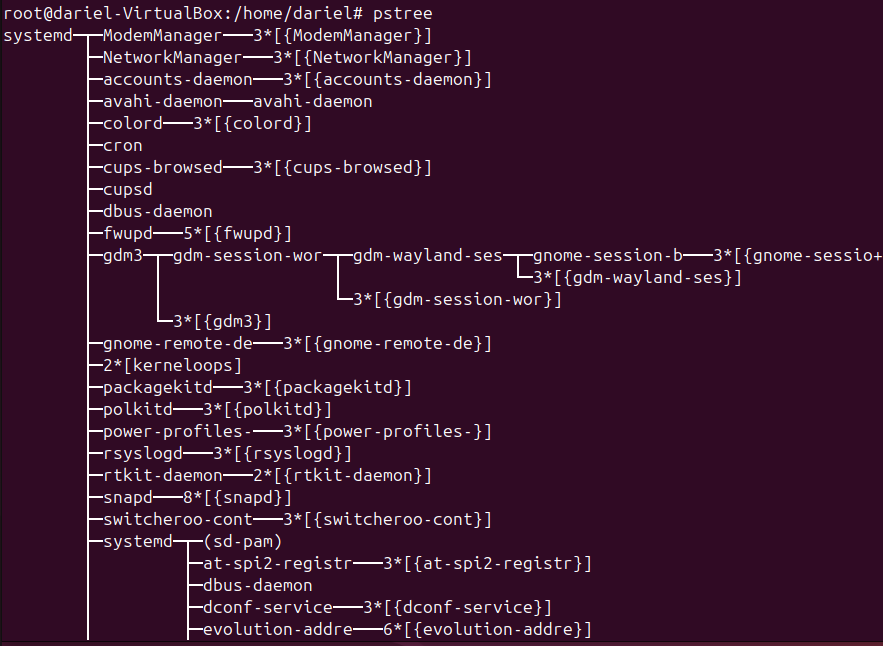 root@dariel-VirtualBox:/home/dariel# pstree
systemd─┬─ModemManager───3*[{ModemManager}]
        ├─NetworkManager───3*[{NetworkManager}]
        ├─accounts-daemon───3*[{accounts-daemon}]
        ├─avahi-daemon───avahi-daemon
        ├─colord───3*[{colord}]
        ├─cron
        ├─cups-browsed───3*[{cups-browsed}]
        ├─cupsd
        ├─dbus-daemon
        ├─fwupd───5*[{fwupd}]
        ├─gdm3─┬─gdm-session-wor─┬─gdm-wayland-ses─┬─gnome-session-b───3*[{gnome-sessio+
        │      │                 │                 └─3*[{gdm-wayland-ses}]
        │      │                 └─3*[{gdm-session-wor}]
        │      └─3*[{gdm3}]
        ├─gnome-remote-de───3*[{gnome-remote-de}]
        ├─2*[kerneloops]
        ├─packagekitd───3*[{packagekitd}]
        ├─polkitd───3*[{polkitd}]
        ├─power-profiles-───3*[{power-profiles-}]
        ├─rsyslogd───3*[{rsyslogd}]
        ├─rtkit-daemon───2*[{rtkit-daemon}]
        ├─snapd───8*[{snapd}]
        ├─switcheroo-cont───3*[{switcheroo-cont}]
        ├─systemd─┬─(sd-pam)
        │         ├─at-spi2-registr───3*[{at-spi2-registr}]
        │         ├─dbus-daemon
        │         ├─dconf-service───3*[{dconf-service}]
        │         ├─evolution-addre───6*[{evolution-addre}]